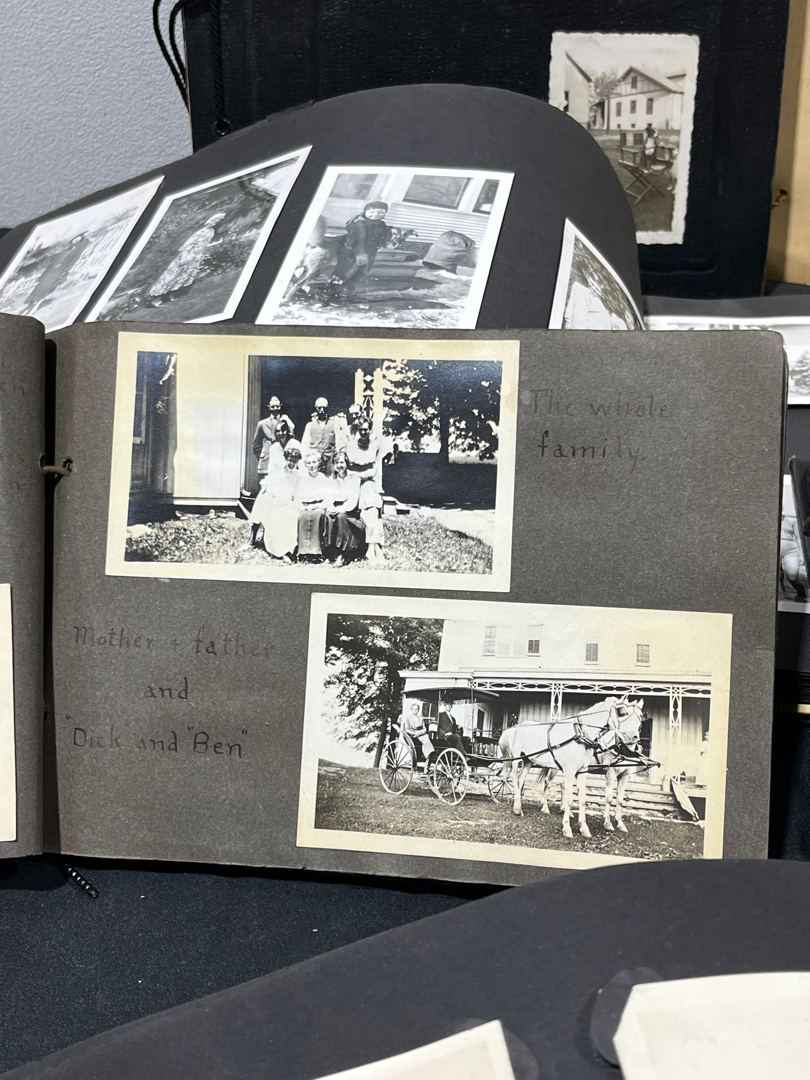 The whole
family.
Mother + father
and
"Dick" and "Ben"